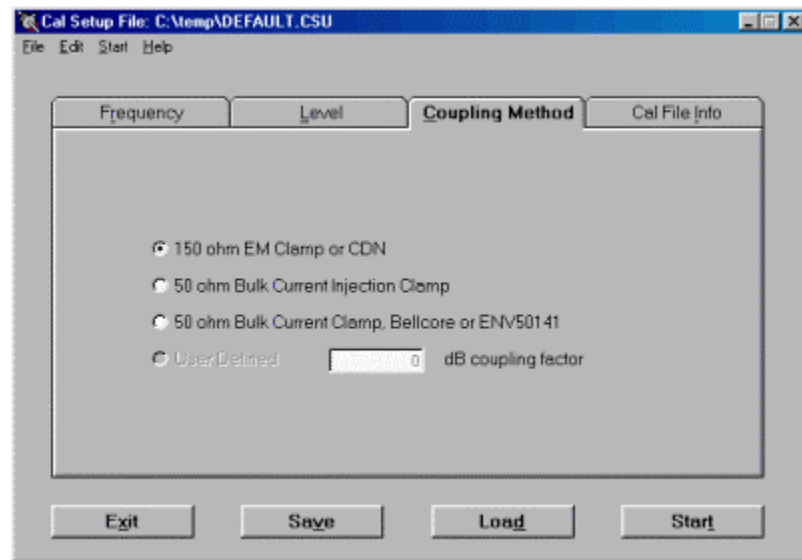 Cal Setup File: C:\temp\DEFAULT.CSU
File Edit Start Help
Frequency Level Coupling Method Cal File Info
150 ohm EM Clamp or CDN
50 ohm Bulk Current Injection Clamp
50 ohm Bulk Current Clamp, Bellcore or ENV50141
User Defined 0 dB coupling factor
Exit Save Load Start